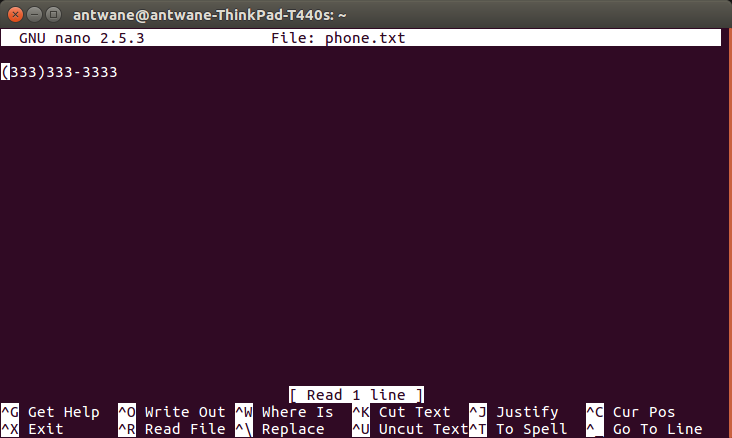 antwane@antwane-ThinkPad-T440s: ~
GNU nano 2.5.3 File: phone.txt
(333)333-3333
[ Read 1 line ]
^G Get Help ^O Write Out ^W Where Is ^K Cut Text ^J Justify ^C Cur Pos
^X Exit ^R Read File ^\ Replace ^U Uncut Text ^T To Spell ^ Go To Line